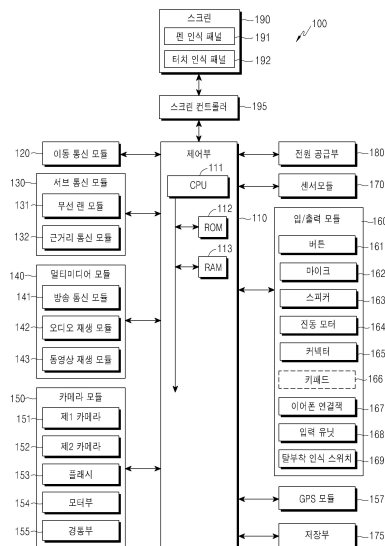 스크린
190
100
펜 인식 패널
191
터치 인식 패널
192
스크린 컨트롤러
195
120
이동 통신 모듈
130
서브 통신 모듈
131
무선 랜 모듈
132
근거리 통신 모듈
140
멀티미디어 모듈
141
방송 통신 모듈
142
오디오 재생 모듈
143
동영상 재생 모듈
150
카메라 모듈
151
제1 카메라
152
제2 카메라
153
플래시
154
모터부
155
경통부
제어부
111
CPU
112
ROM
113
RAM
110
전원 공급부
180
센서모듈
170
입/출력 모듈
160
버튼
161
마이크
162
스피커
163
진동 모터
164
커넥터
165
키패드
166
이어폰 연결잭
167
입력 유닛
168
탈부착 인식 스위치
169
GPS 모듈
157
저장부
175